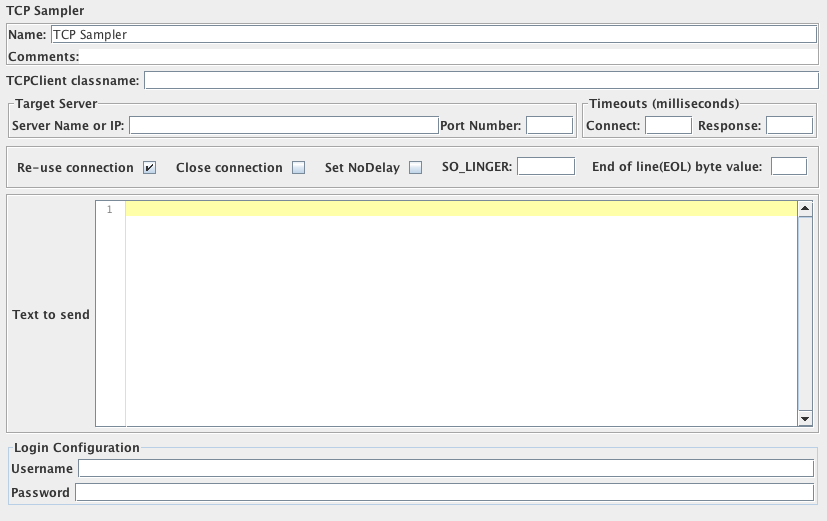 TCP Sampler
Name: TCP Sampler
Comments:
TCPClient classname:
Target Server Timeouts (milliseconds)
Server Name or IP: Port Number: Connect: Response:
Re-use connection Close connection Set NoDelay SO_LINGER: End of line(EOL) byte value:
1
Text to send
Login Configuration
Username
Password